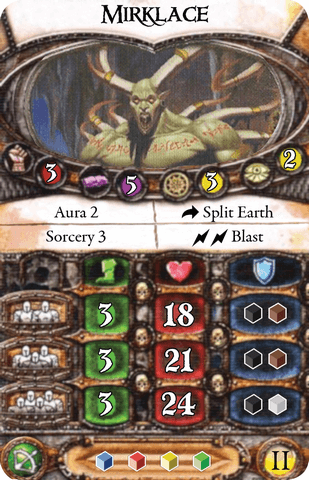 MIRKLACE
3 5 3 2
Aura 2 Split Earth
Sorcery 3 Blast
3 18
3 21
3 24
II